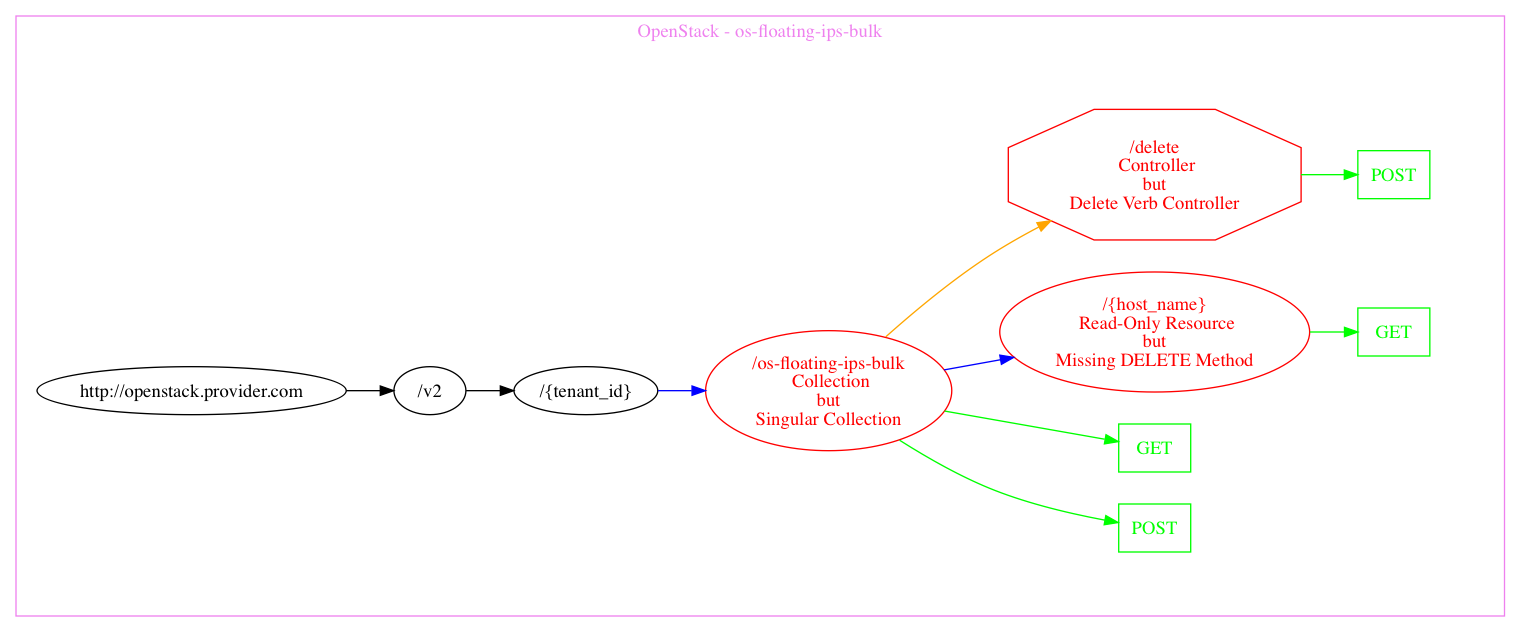 OpenStack - os-floating-ips-bulk
/delete
Controller
but
Delete Verb Controller
POST
/{host_name}
Read-Only Resource
but
Missing DELETE Method
GET
http://openstack.provider.com
/v2
/{tenant_id}
/os-floating-ips-bulk
Collection
but
Singular Collection
GET
POST